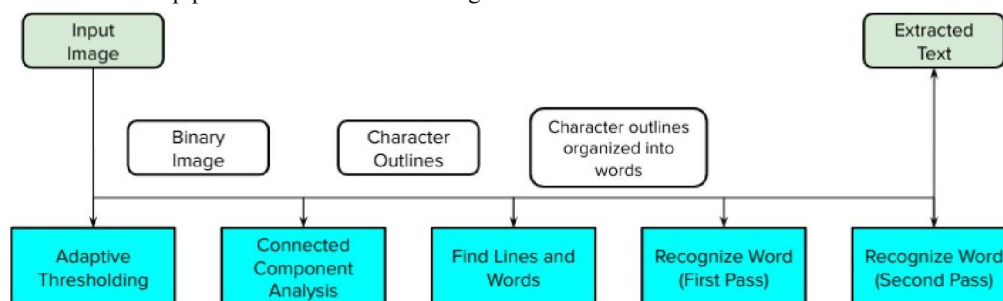 Input
Image
Extracted
Text
Binary
Image
Character
Outlines
Character outlines
organized into
words
Adaptive
Thresholding
Connected
Component
Analysis
Find Lines and
Words
Recognize Word
(First Pass)
Recognize Word
(Second Pass)